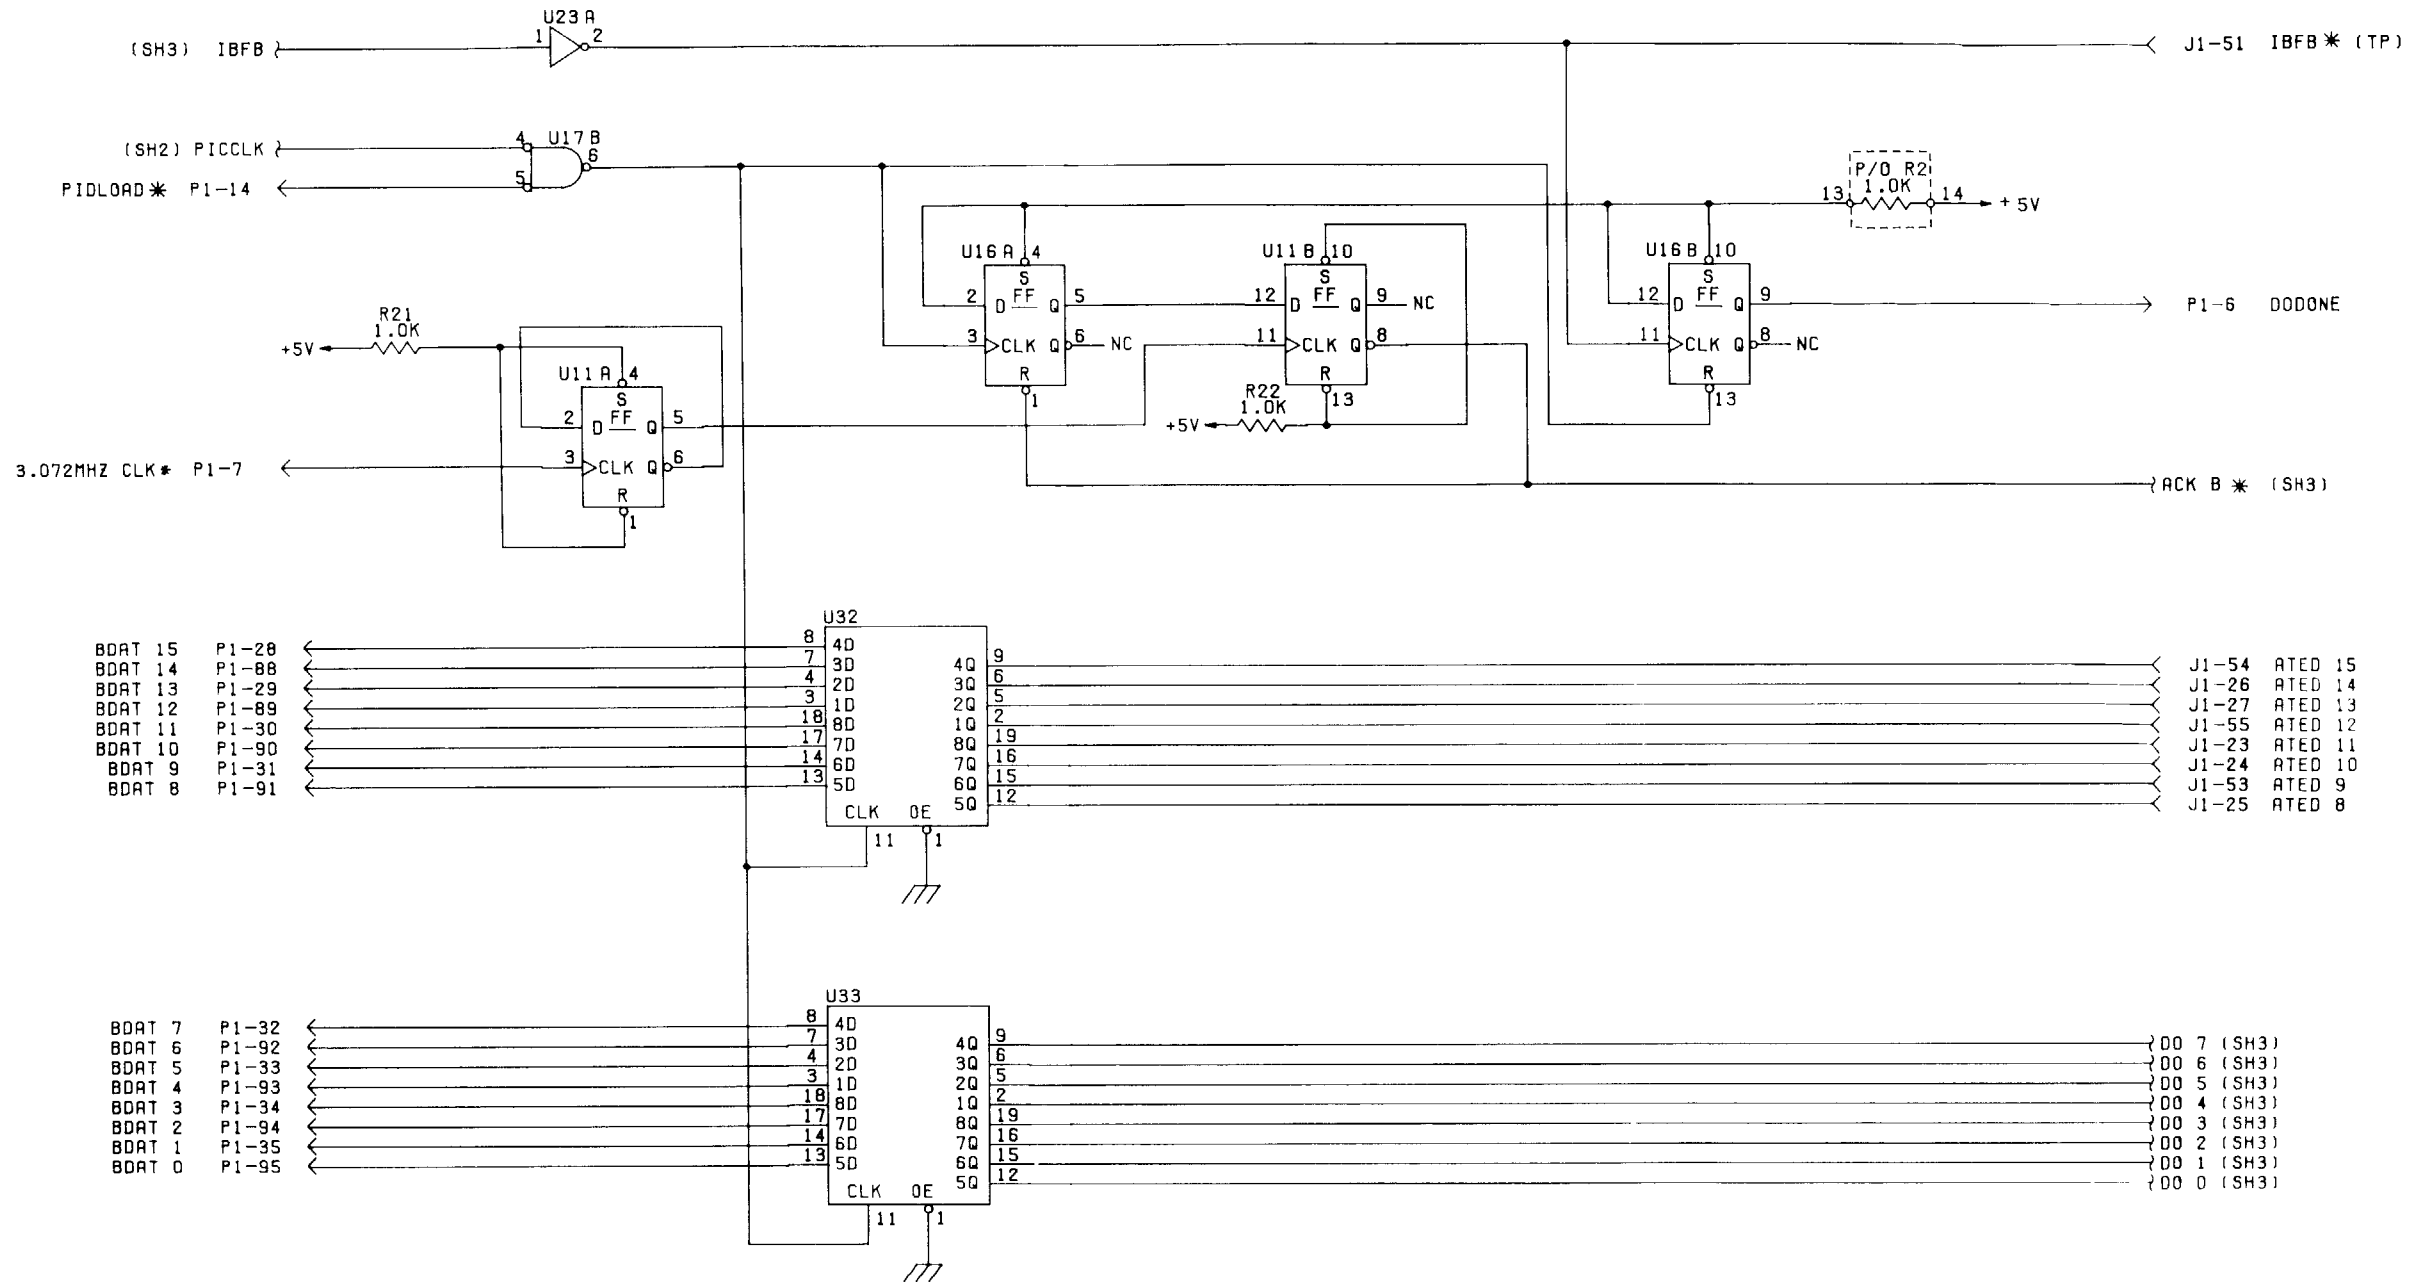 U23A
(SH3) IBFB 1 2 J1-51 IBFB* (TP)
U17B
(SH2) PICCLK 4 6
PIDLOAD* P1-14 5
P/O R2
1.0K
13 14 +5V
U16A 4
S
FF
2 D Q 5
3 CLK Q 6 NC
R
1
U11B 10
S
FF
12 D Q 9 NC
11 CLK Q 8
R
13
R22
1.0K
+5V
U16B 10
S
FF
12 D Q 9 P1-6 DODONE
11 CLK Q 8 NC
R
13
R21
1.0K
+5V
U11A 4
S
FF
2 D Q 5
3.072MHZ CLK* P1-7 3 CLK Q 6
R
1
ACK B * (SH3)
U32
BDAT 15 P1-28 8 4D
BDAT 14 P1-88 7 3D
BDAT 13 P1-29 4 2D
BDAT 12 P1-89 3 1D
BDAT 11 P1-30 18 8D
BDAT 10 P1-90 17 7D
BDAT 9 P1-31 14 6D
BDAT 8 P1-91 13 5D
4Q 9 J1-54 ATED 15
3Q 6 J1-26 ATED 14
2Q 5 J1-27 ATED 13
1Q 2 J1-55 ATED 12
8Q 19 J1-23 ATED 11
7Q 16 J1-24 ATED 10
6Q 15 J1-53 ATED 9
5Q 12 J1-25 ATED 8
CLK OE
11 1
U33
BDAT 7 P1-32 8 4D
BDAT 6 P1-92 7 3D
BDAT 5 P1-33 4 2D
BDAT 4 P1-93 3 1D
BDAT 3 P1-34 18 8D
BDAT 2 P1-94 17 7D
BDAT 1 P1-35 14 6D
BDAT 0 P1-95 13 5D
4Q 9 DO 7 (SH3)
3Q 6 DO 6 (SH3)
2Q 5 DO 5 (SH3)
1Q 2 DO 4 (SH3)
8Q 19 DO 3 (SH3)
7Q 16 DO 2 (SH3)
6Q 15 DO 1 (SH3)
5Q 12 DO 0 (SH3)
CLK OE
11 1